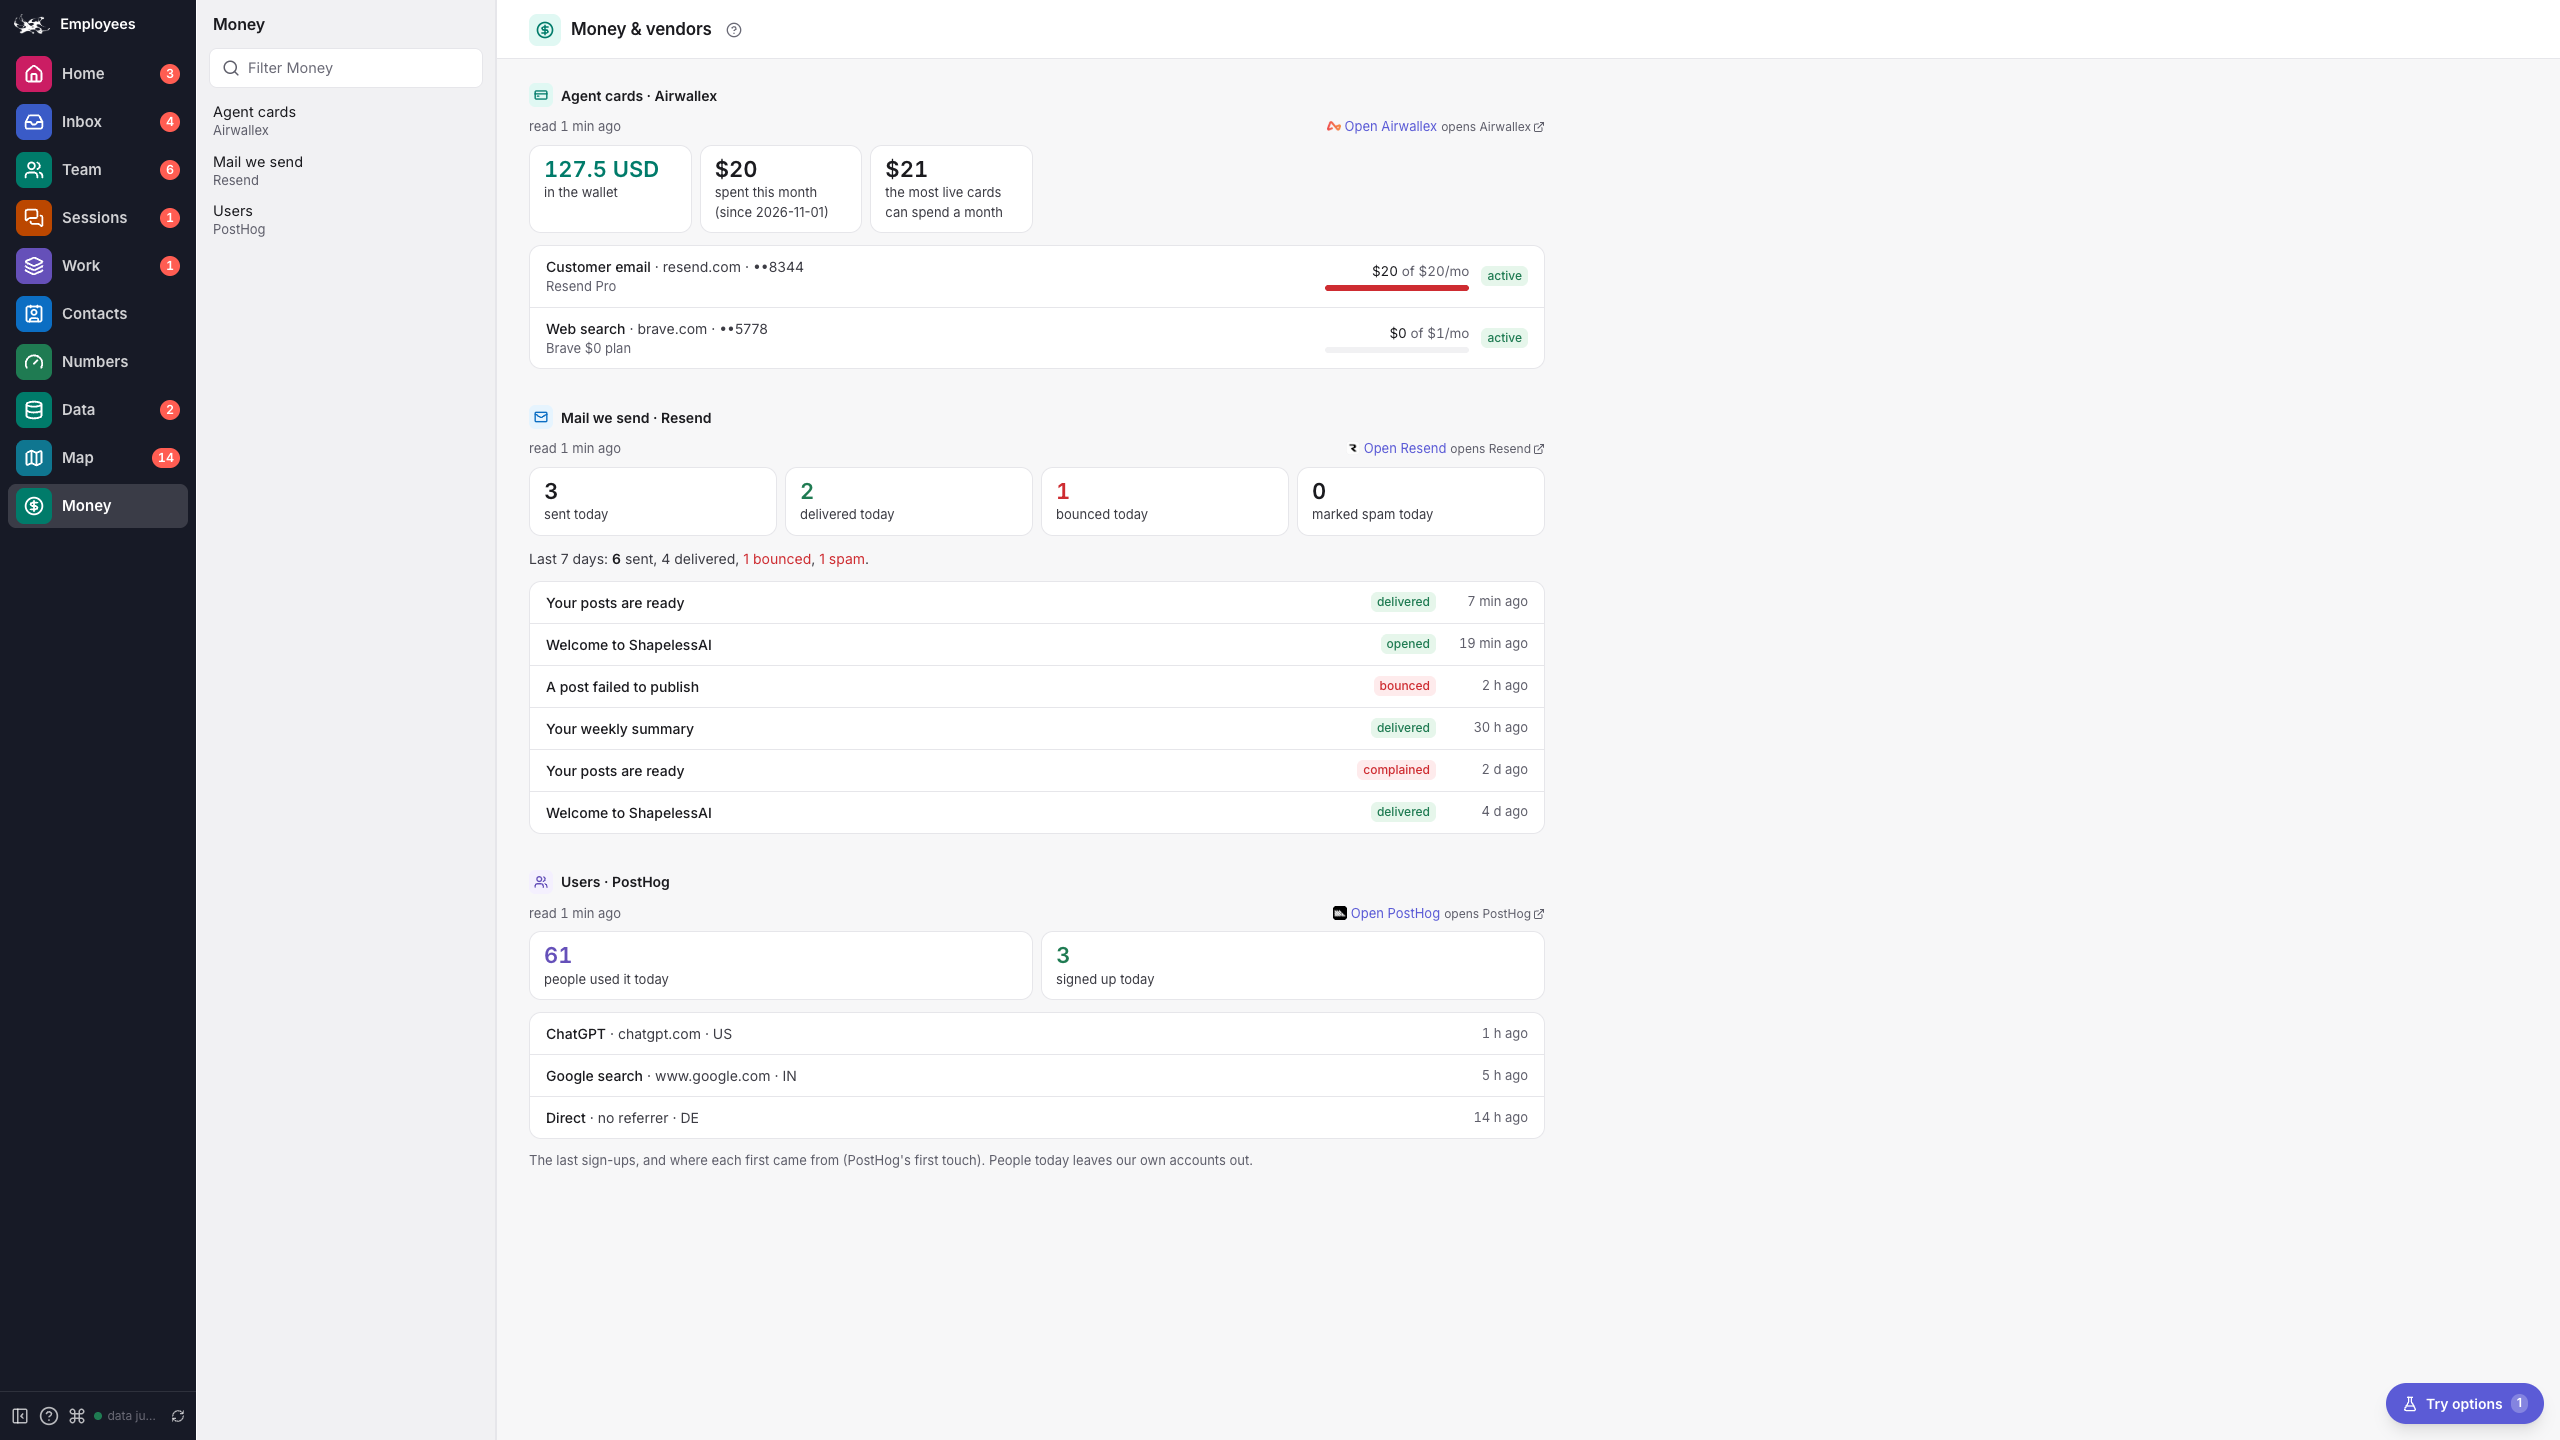 Employees
Home 3
Inbox 4
Team 6
Sessions 1
Work 1
Contacts
Numbers
Data 2
Map 14
Money
data ju...
Money
Filter Money
Agent cards
Airwallex
Mail we send
Resend
Users
PostHog
Money & vendors
Agent cards · Airwallex
read 1 min ago
Open Airwallex opens Airwallex
127.5 USD
in the wallet
$20
spent this month
(since 2026-11-01)
$21
the most live cards
can spend a month
Customer email · resend.com · ••8344
Resend Pro
$20 of $20/mo
active
Web search · brave.com · ••5778
Brave $0 plan
$0 of $1/mo
active
Mail we send · Resend
read 1 min ago
Open Resend opens Resend
3
sent today
2
delivered today
1
bounced today
0
marked spam today
Last 7 days: 6 sent, 4 delivered, 1 bounced, 1 spam.
Your posts are ready delivered 7 min ago
Welcome to ShapelessAI opened 19 min ago
A post failed to publish bounced 2 h ago
Your weekly summary delivered 30 h ago
Your posts are ready complained 2 d ago
Welcome to ShapelessAI delivered 4 d ago
Users · PostHog
read 1 min ago
Open PostHog opens PostHog
61
people used it today
3
signed up today
ChatGPT · chatgpt.com · US 1 h ago
Google search · www.google.com · IN 5 h ago
Direct · no referrer · DE 14 h ago
The last sign-ups, and where each first came from (PostHog's first touch). People today leaves our own accounts out.
Try options 1